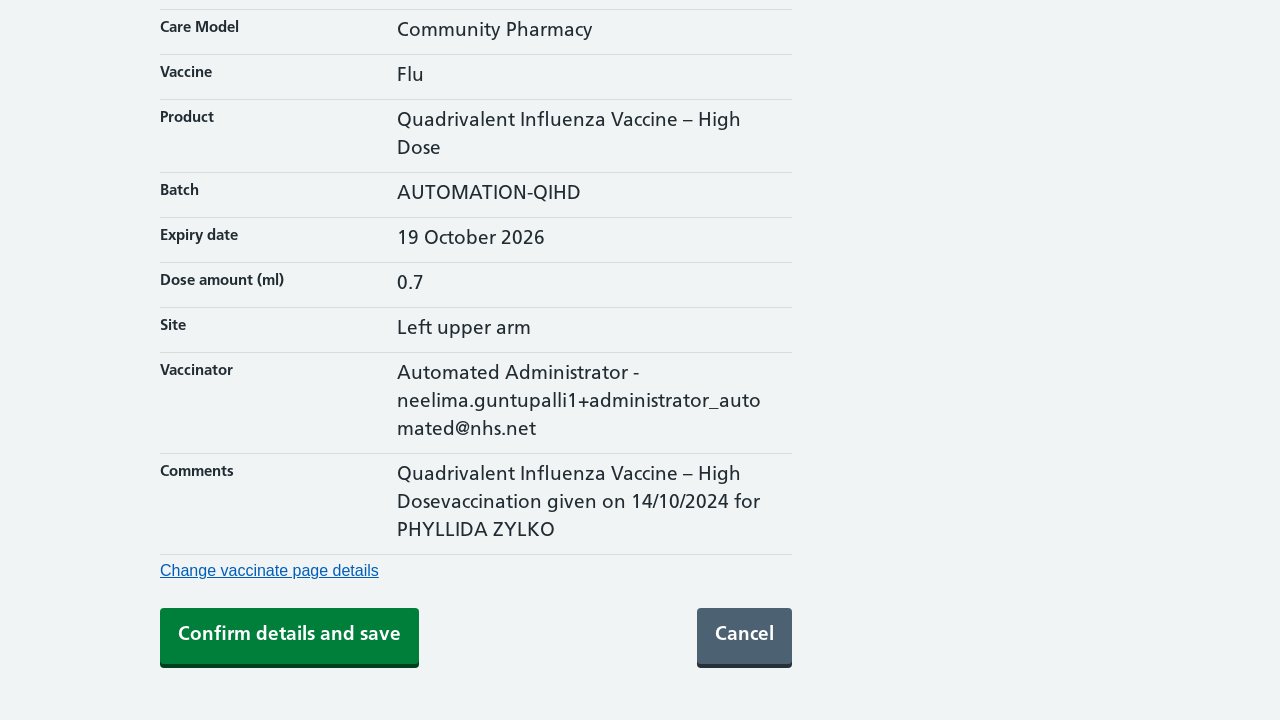 Care Model
Community Pharmacy
Vaccine
Flu
Product
Quadrivalent Influenza Vaccine – High
Dose
Batch
AUTOMATION-QIHD
Expiry date
19 October 2026
Dose amount (ml)
0.7
Site
Left upper arm
Vaccinator
Automated Administrator -
neelima.guntupalli1+administrator_auto
mated@nhs.net
Comments
Quadrivalent Influenza Vaccine – High
Dosevaccination given on 14/10/2024 for
PHYLLIDA ZYLKO
Change vaccinate page details
Confirm details and save
Cancel